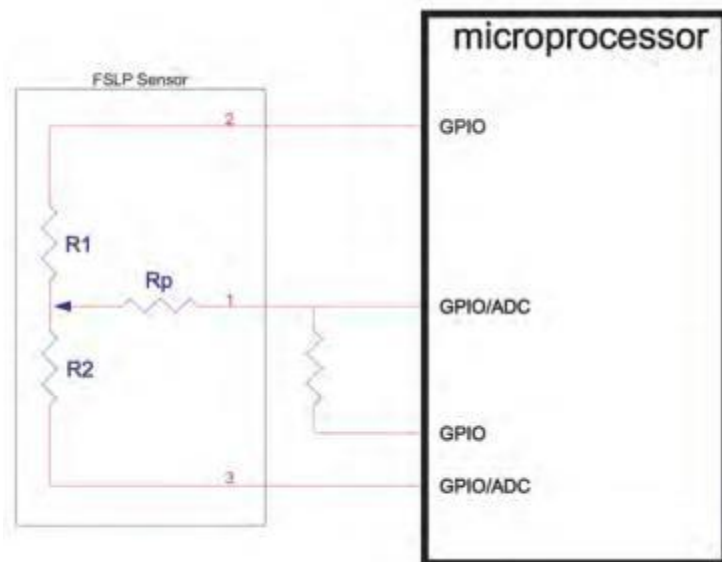 microprocessor
FSLP Sensor
2
GPIO
R1
Rp
1
GPIO/ADC
R2
GPIO
3
GPIO/ADC